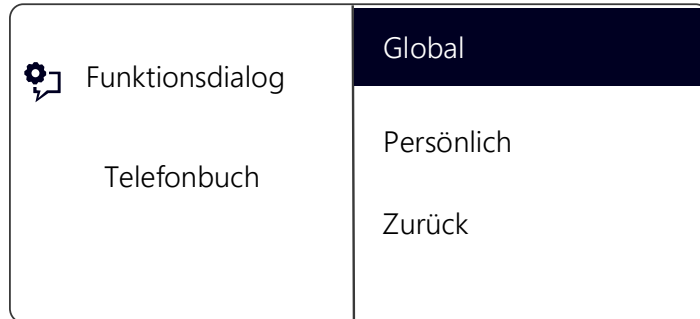 Funktionsdialog
Telefonbuch
Global
Persönlich
Zurück